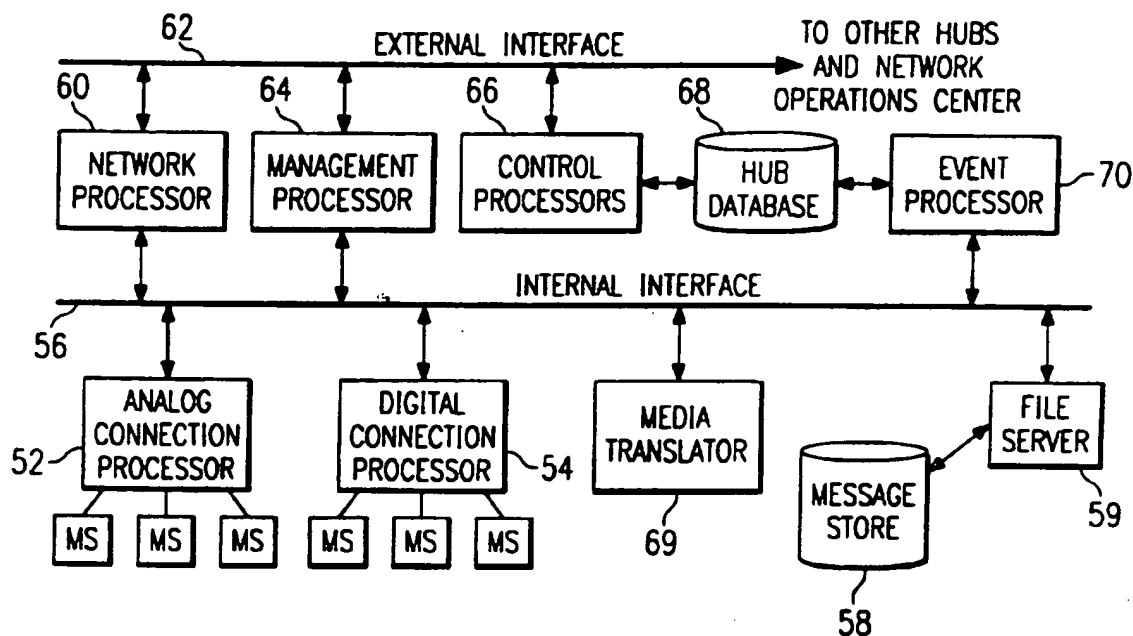 62
EXTERNAL INTERFACE
TO OTHER HUBS
AND NETWORK
OPERATIONS CENTER
60
64
66
68
NETWORK
PROCESSOR
MANAGEMENT
PROCESSOR
CONTROL
PROCESSORS
HUB
DATABASE
EVENT
PROCESSOR
70
INTERNAL INTERFACE
56
ANALOG
CONNECTION
PROCESSOR
52
DIGITAL
CONNECTION
PROCESSOR
54
MEDIA
TRANSLATOR
69
FILE
SERVER
59
MESSAGE
STORE
58
MS
MS
MS
MS
MS
MS